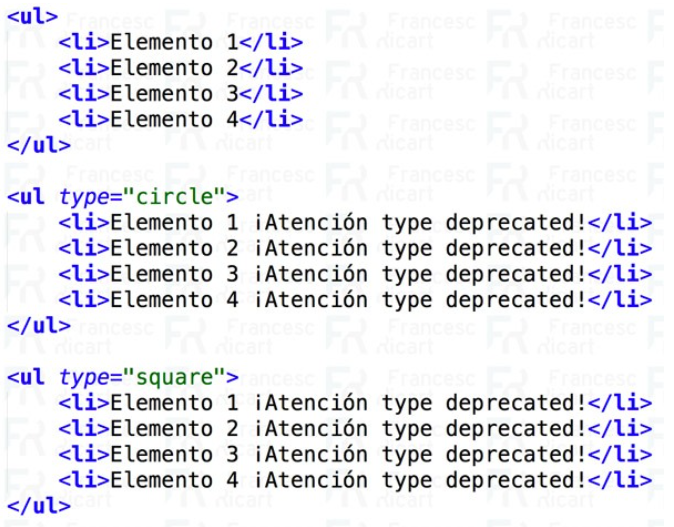 <ul>
<li>Elemento 1</li>
<li>Elemento 2</li>
<li>Elemento 3</li>
<li>Elemento 4</li>
</ul>
<ul type="circle">
<li>Elemento 1 ¡Atención type deprecated!</li>
<li>Elemento 2 ¡Atención type deprecated!</li>
<li>Elemento 3 ¡Atención type deprecated!</li>
<li>Elemento 4 ¡Atención type deprecated!</li>
</ul>
<ul type="square">
<li>Elemento 1 ¡Atención type deprecated!</li>
<li>Elemento 2 ¡Atención type deprecated!</li>
<li>Elemento 3 ¡Atención type deprecated!</li>
<li>Elemento 4 ¡Atención type deprecated!</li>
</ul>